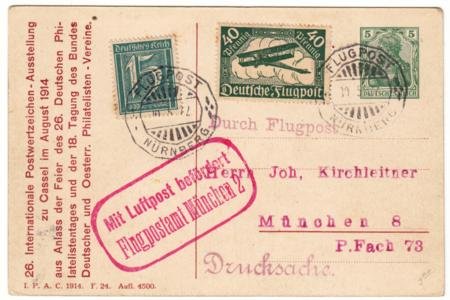 26. Internationale Postwertzeichen-Ausstellung
zu Cassel im August 1914
aus Anlass der Feier des 26. Deutschen Phi-
latelistentages und der 18. Tagung des Bundes
Deutscher und Oesterr. Philatelisten-Vereine.
Deutsches Reich
15
40 Pfennig
40 Pfennig
Deutsche Flugpost
5
5
FLUGPOST
NÜRNBERG
FLUGPOST
NÜRNBERG
Durch Flugpost
Mit Luftpost befördert
Flugpostamt München 2
Herrn Joh, Kirchleitner
München 8
P.Fach 73
Drucksache.
I. P. A. C. 1914. F. 24. Aufl. 4500.